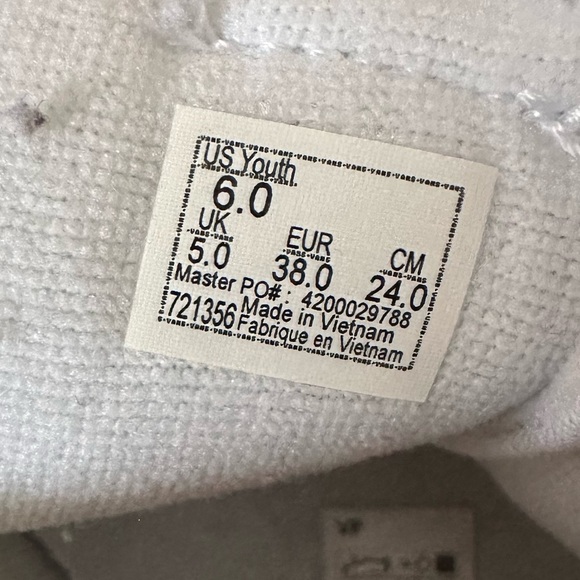 US Youth
6.0
UK EUR CM
5.0 38.0 24.0
Master PO# : 4200029788
721356 Made in Vietnam
Fabrique en Vietnam